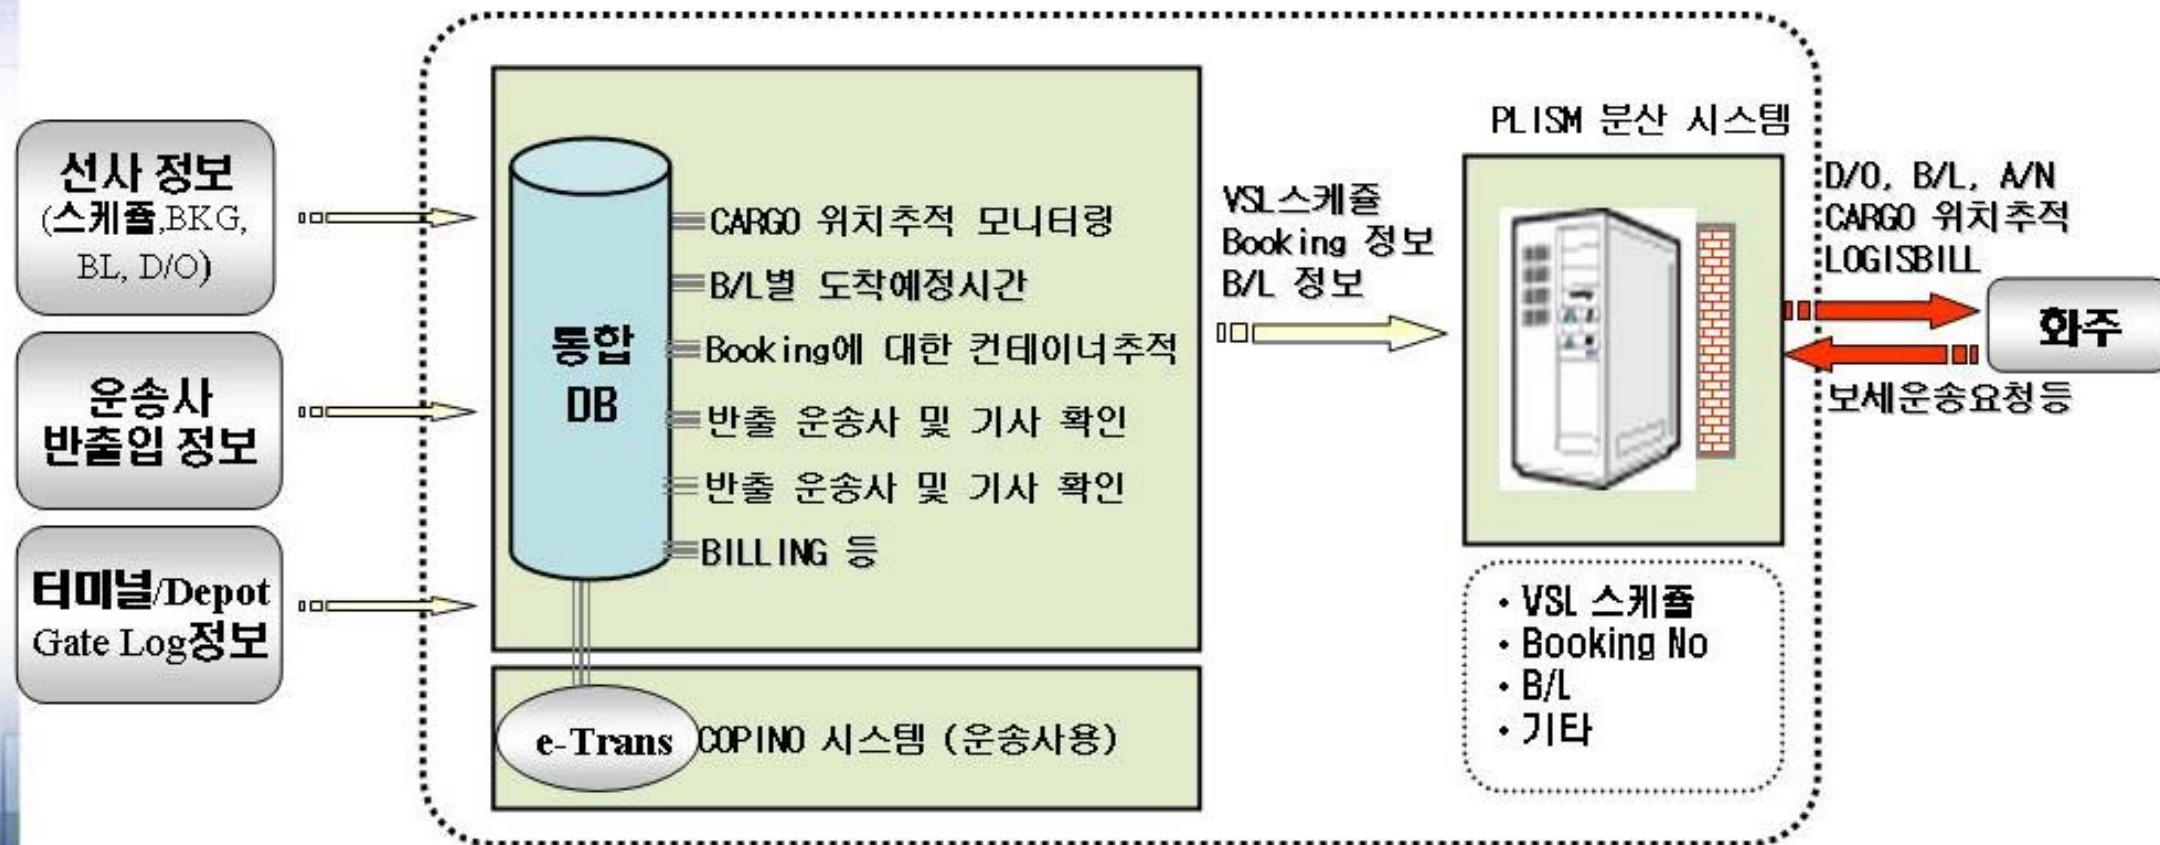 선사 정보
(스케쥴,BKG,
BL, D/O)
운송사
반출입 정보
터미널/Depot
Gate Log정보
통합
DB
CARGO 위치추적 모니터링
B/L별 도착예정시간
Booking에 대한 컨테이너추적
반출 운송사 및 기사 확인
반출 운송사 및 기사 확인
BILLING 등
e-Trans
COPINO 시스템 (운송사용)
VSL스케쥴
Booking 정보
B/L 정보
PLISM 분산 시스템
· VSL 스케쥴
· Booking No
· B/L
· 기타
D/O, B/L, A/N
CARGO 위치추적
LOGISBILL
화주
보세운송요청등